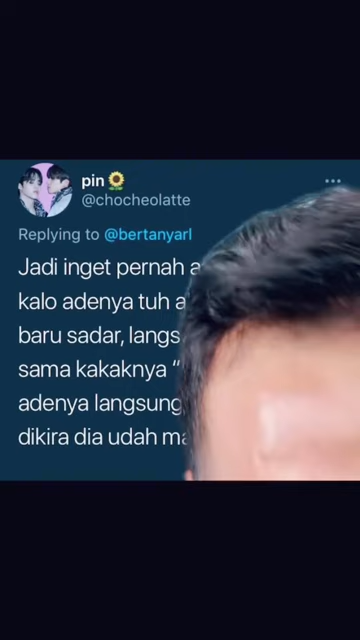 pin🌻
@chocheolatte
Replying to @bertanyarl
Jadi inget pernah
kalo adenya tuh
baru sadar, langs
sama kakaknya “
adenya langsung
dikira dia udah